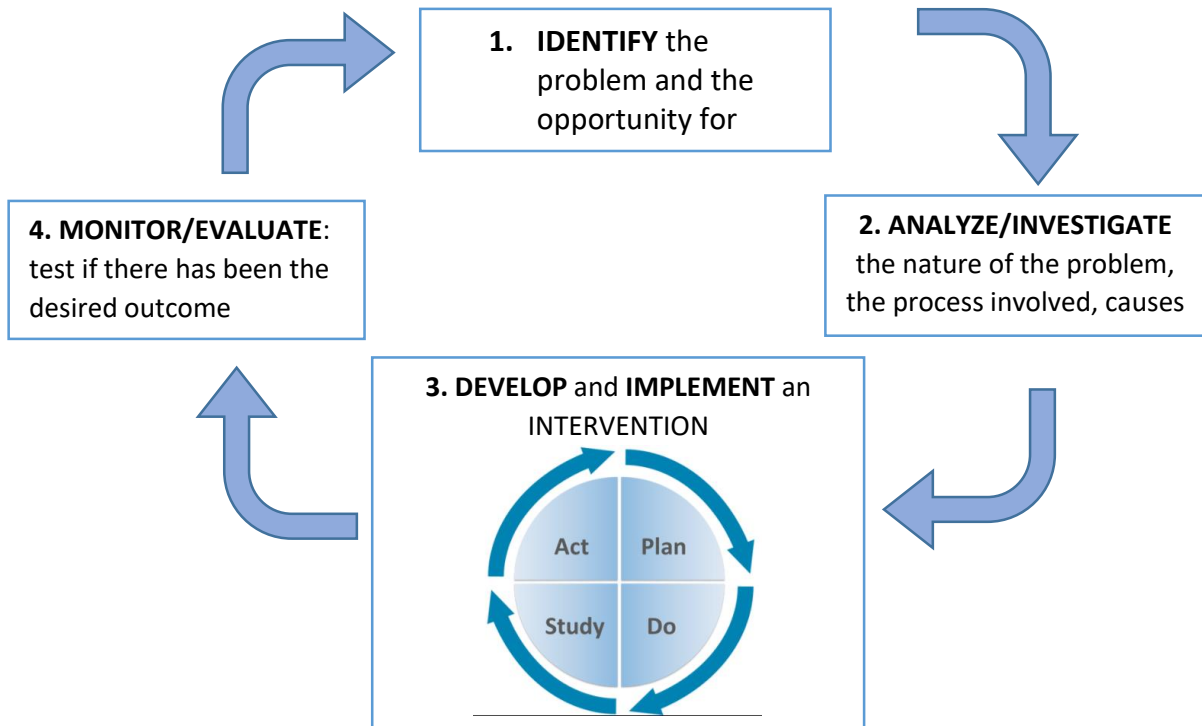 1. IDENTIFY the
problem and the
opportunity for
2. ANALYZE/INVESTIGATE
the nature of the problem,
the process involved, causes
3. DEVELOP and IMPLEMENT an
INTERVENTION
Act
Plan
Study
Do
4. MONITOR/EVALUATE:
test if there has been the
desired outcome